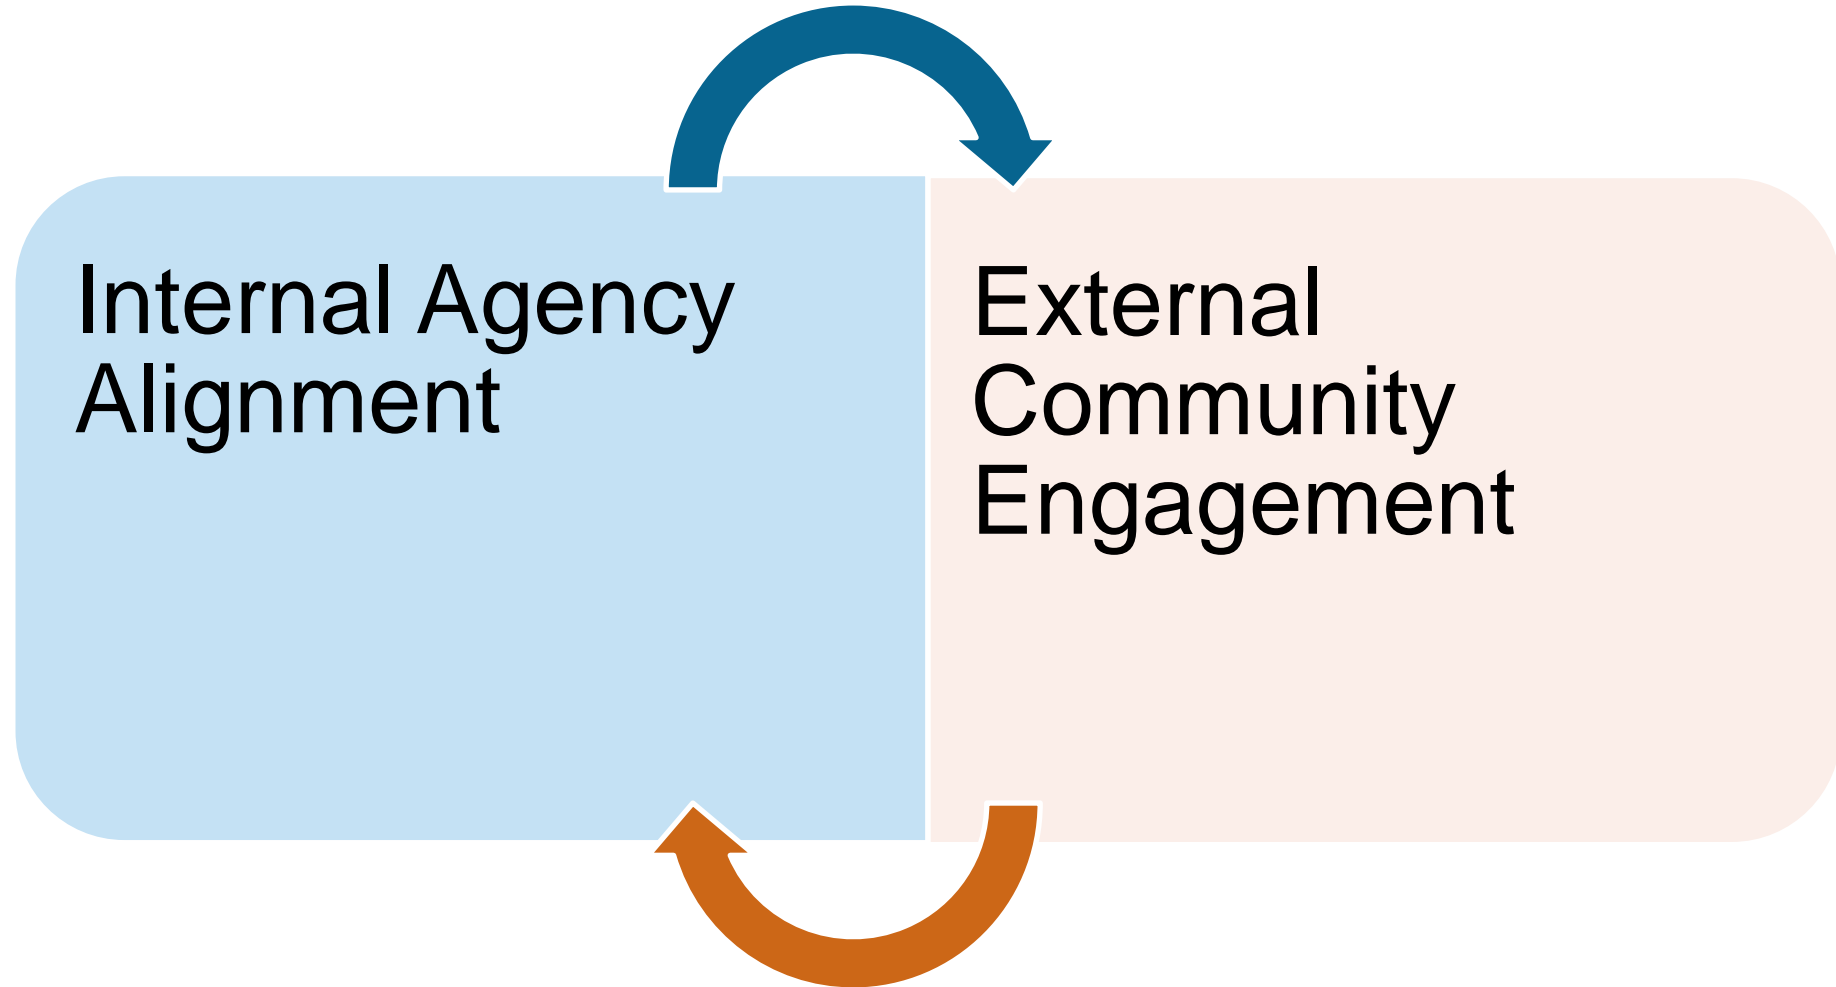 Internal Agency
Alignment
External
Community
Engagement